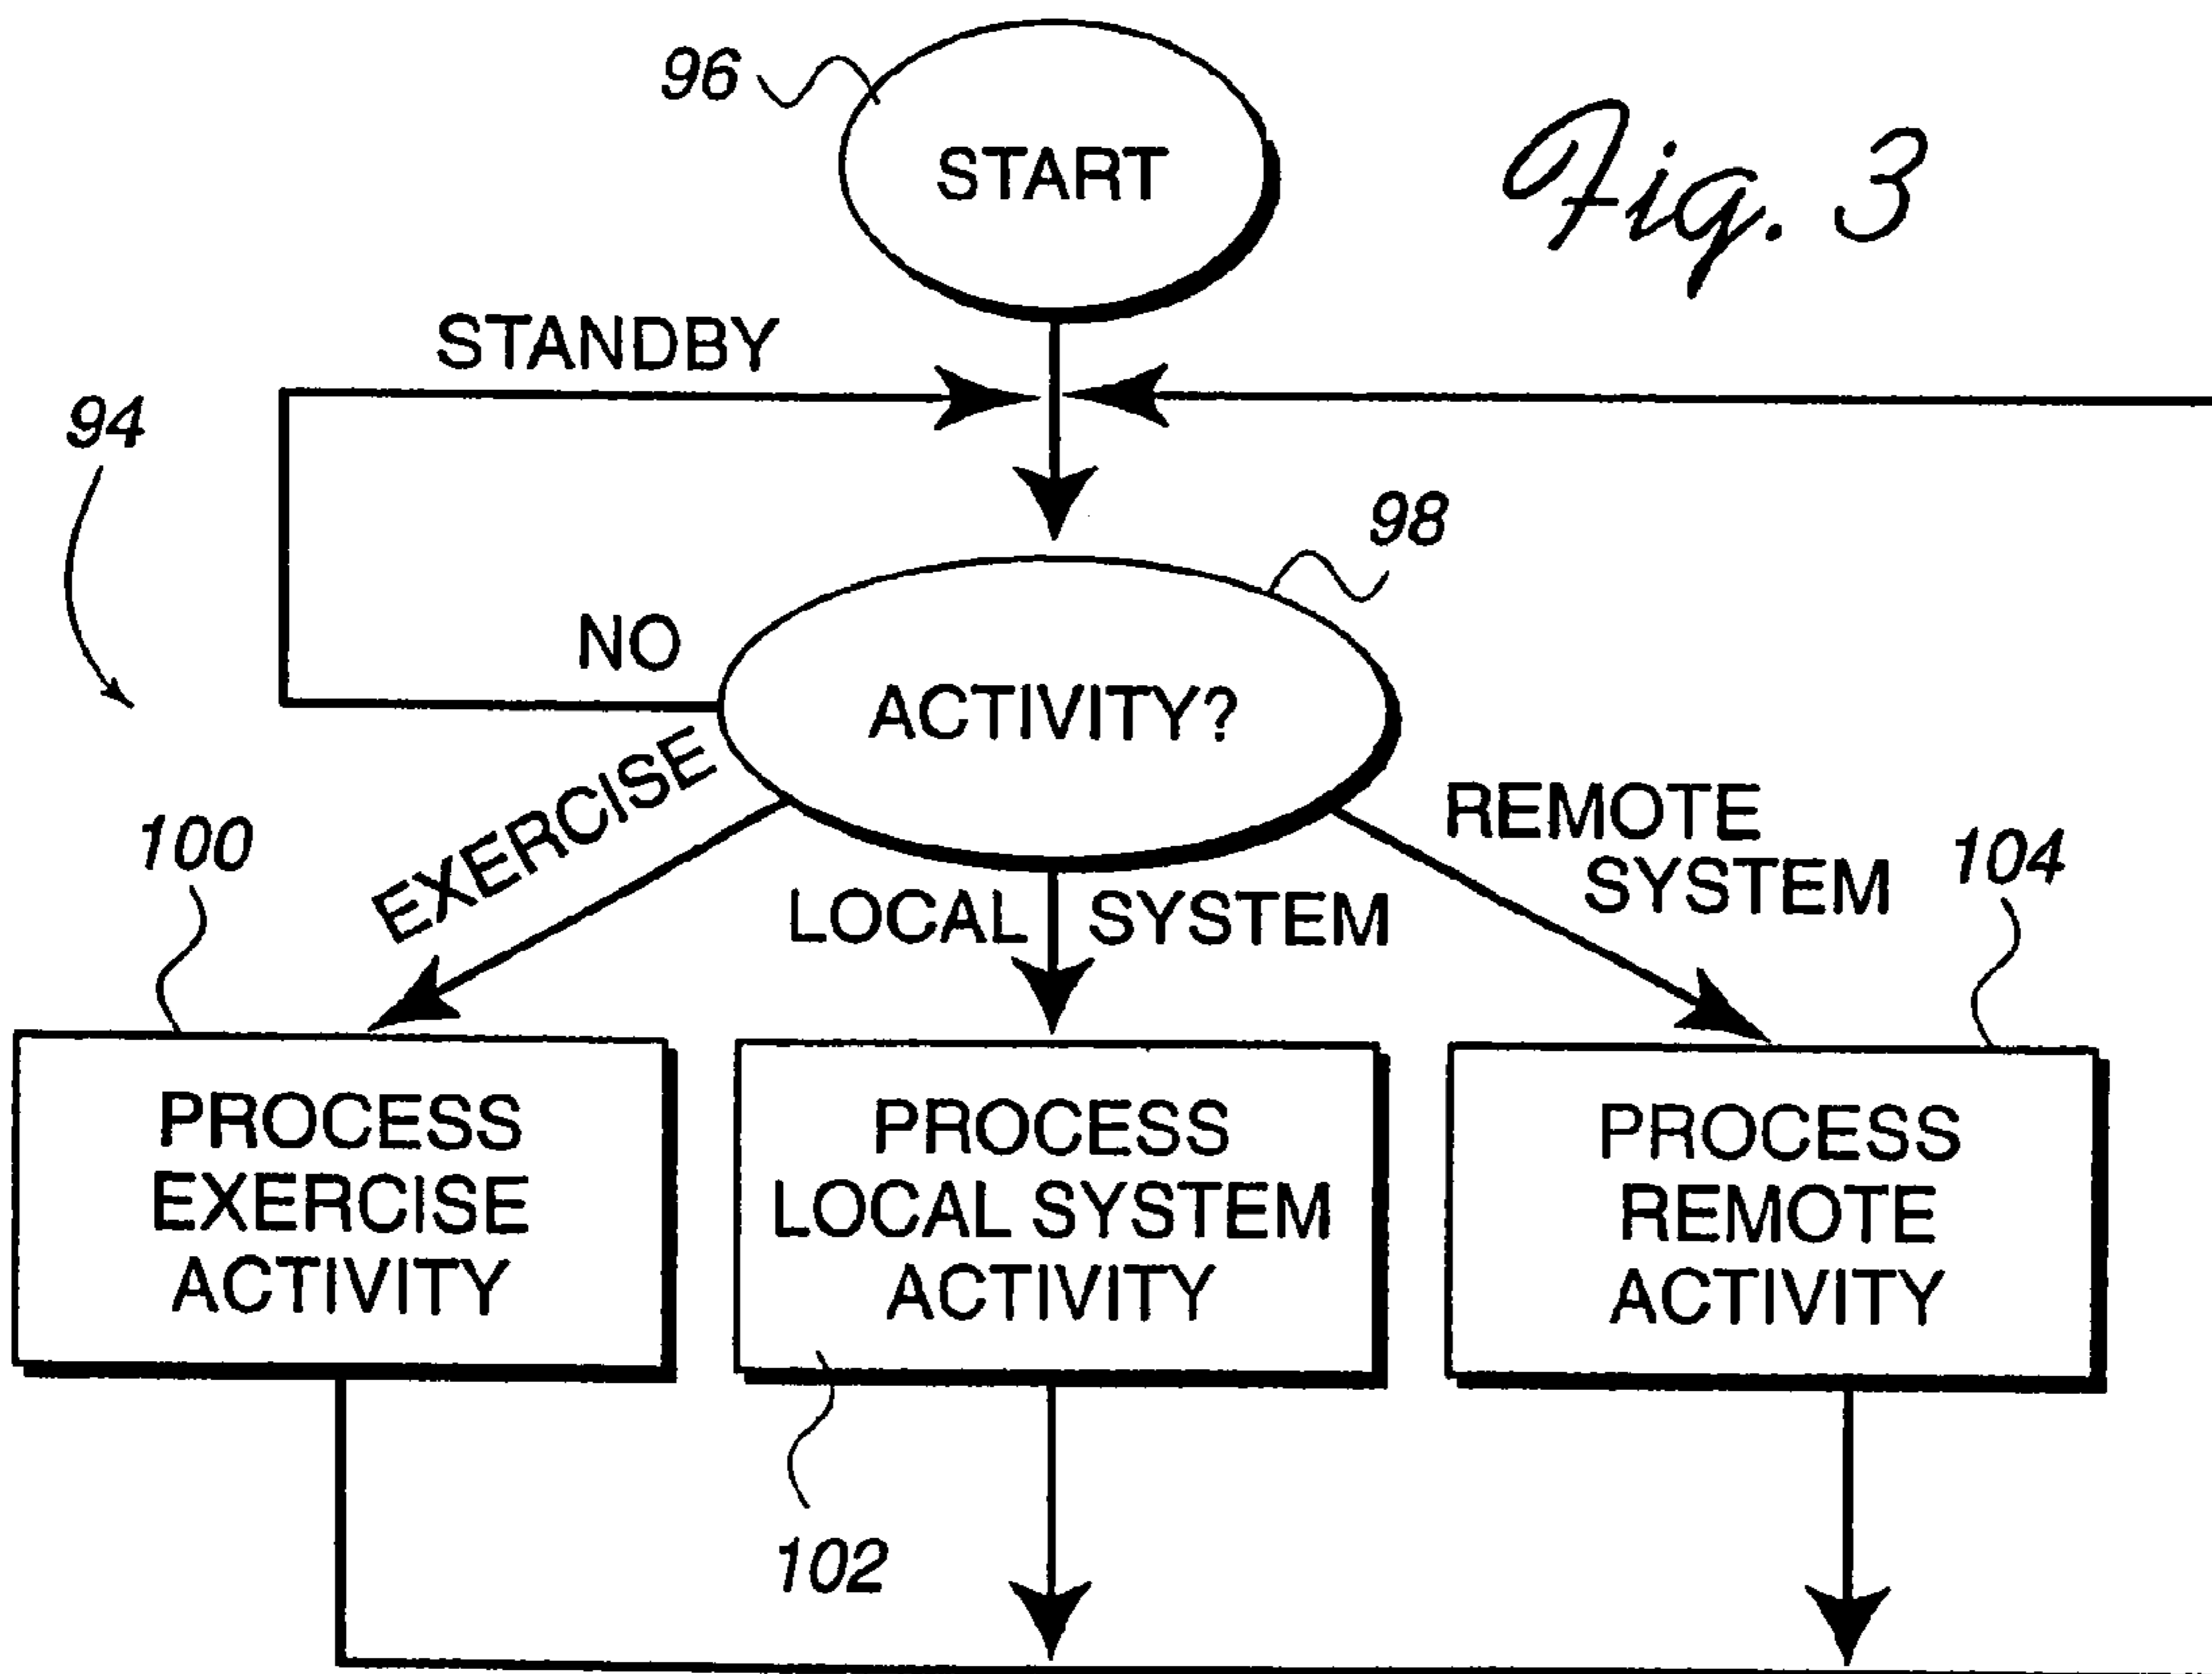 96
START
Fig. 3
STANDBY
94
98
NO
ACTIVITY?
EXERCISE
REMOTE
SYSTEM
100
104
LOCAL SYSTEM
PROCESS
EXERCISE
ACTIVITY
PROCESS
LOCAL SYSTEM
ACTIVITY
PROCESS
REMOTE
ACTIVITY
102